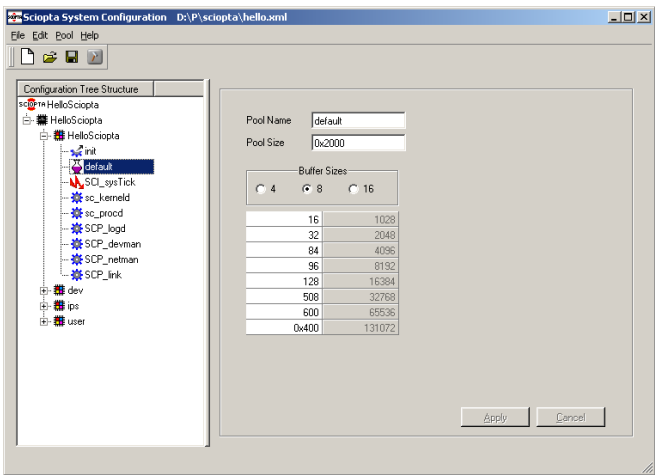 Sciopta System Configuration D:\P\sciopta\hello.xml
File Edit Pool Help
Configuration Tree Structure
SCIOPTA HelloSciopta
HelloSciopta
HelloSciopta
init
default
SCI_sysTick
sc_kerneld
sc_procd
SCP_logd
SCP_devman
SCP_netman
SCP_link
dev
ips
user
Pool Name default
Pool Size 0x2000
Buffer Sizes
4 8 16
16 1028
32 2048
84 4096
96 8192
128 16384
508 32768
600 65536
0x400 131072
Apply Cancel